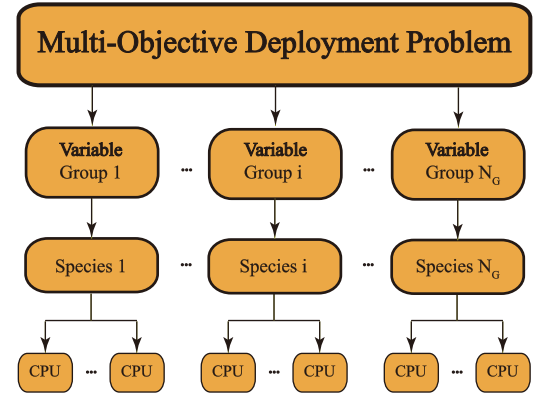 Multi-Objective Deployment Problem
Variable Group 1
...
Variable Group i
...
Variable Group N_G
Species 1
...
Species i
...
Species N_G
CPU ... CPU CPU ... CPU CPU ... CPU